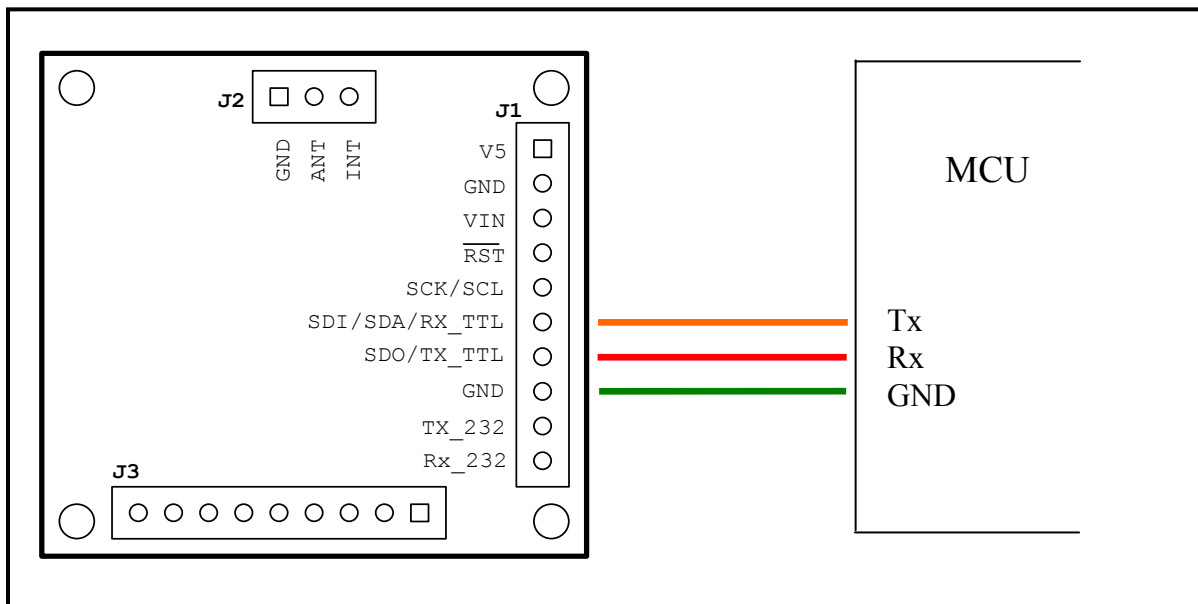 J2
GND
ANT
INT
J1
V5
GND
VIN
RST
SCK/SCL
SDI/SDA/RX_TTL
SDO/TX_TTL
GND
TX_232
Rx_232
J3
MCU
Tx
Rx
GND